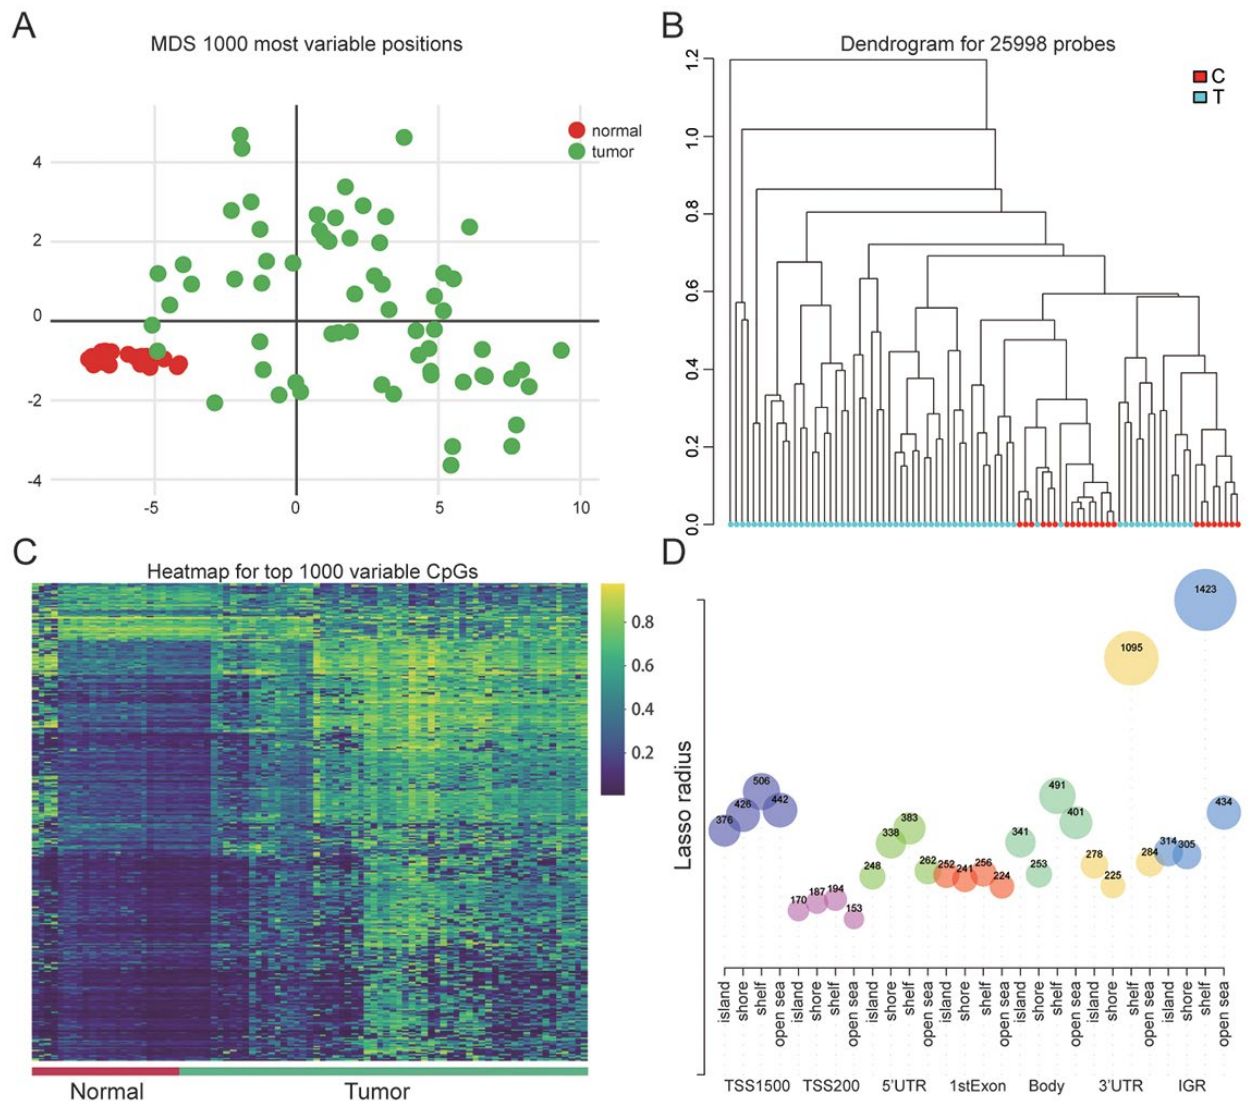 A
MDS 1000 most variable positions
normal
tumor
4
2
0
-2
-4
-5
0
5
10
B
Dendrogram for 25998 probes
C
T
1.2
1.0
0.8
0.6
0.4
0.2
0.0
C
Heatmap for top 1000 variable CpGs
0.8
0.6
0.4
0.2
Normal
Tumor
D
Lasso radius
376
426
506
442
170
187
194
153
248
338
383
262
252
241
256
224
341
253
491
401
278
225
1095
284
314
305
1423
434
island
shore
shelf
open sea
island
shore
shelf
open sea
island
shore
shelf
open sea
island
shore
shelf
open sea
island
shore
shelf
open sea
island
shore
shelf
open sea
island
shore
shelf
open sea
TSS1500
TSS200
5'UTR
1stExon
Body
3'UTR
IGR